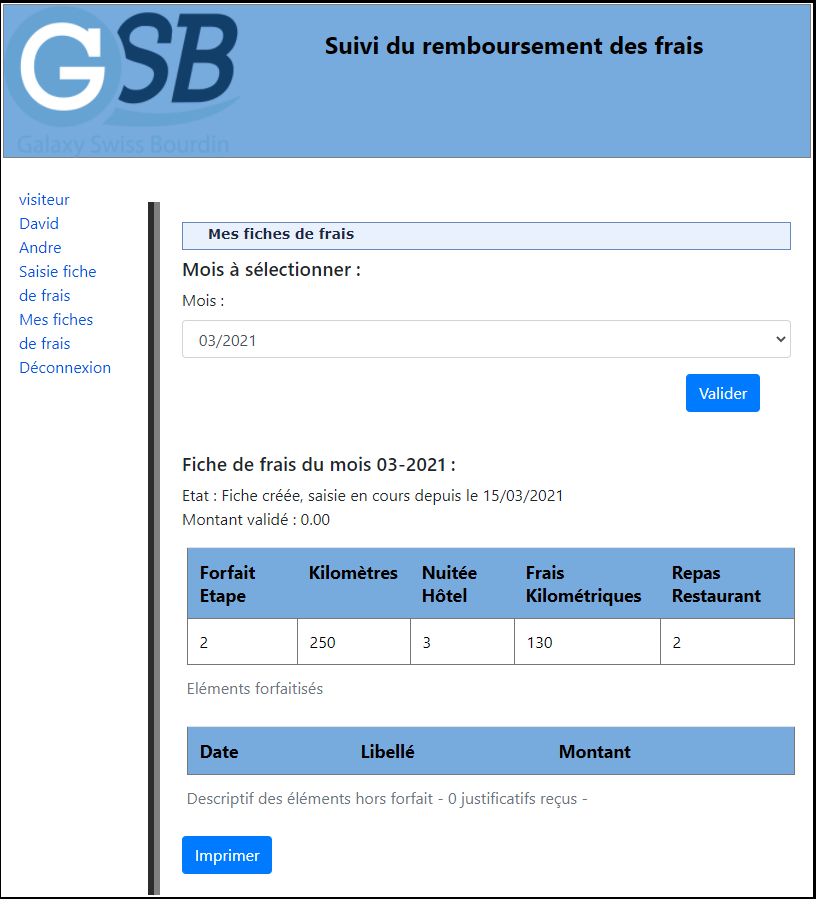 GSB
Galaxy Swiss Bourdin
Suivi du remboursement des frais
visiteur
David
Andre
Saisie fiche
de frais
Mes fiches
de frais
Déconnexion
Mes fiches de frais
Mois à sélectionner :
Mois :
03/2021
Valider
Fiche de frais du mois 03-2021 :
Etat : Fiche créée, saisie en cours depuis le 15/03/2021
Montant validé : 0.00
Forfait Etape Kilomètres Nuitée Hôtel Frais Kilométriques Repas Restaurant
2 250 3 130 2
Eléments forfaitisés
Date Libellé Montant
Descriptif des éléments hors forfait - 0 justificatifs reçus -
Imprimer